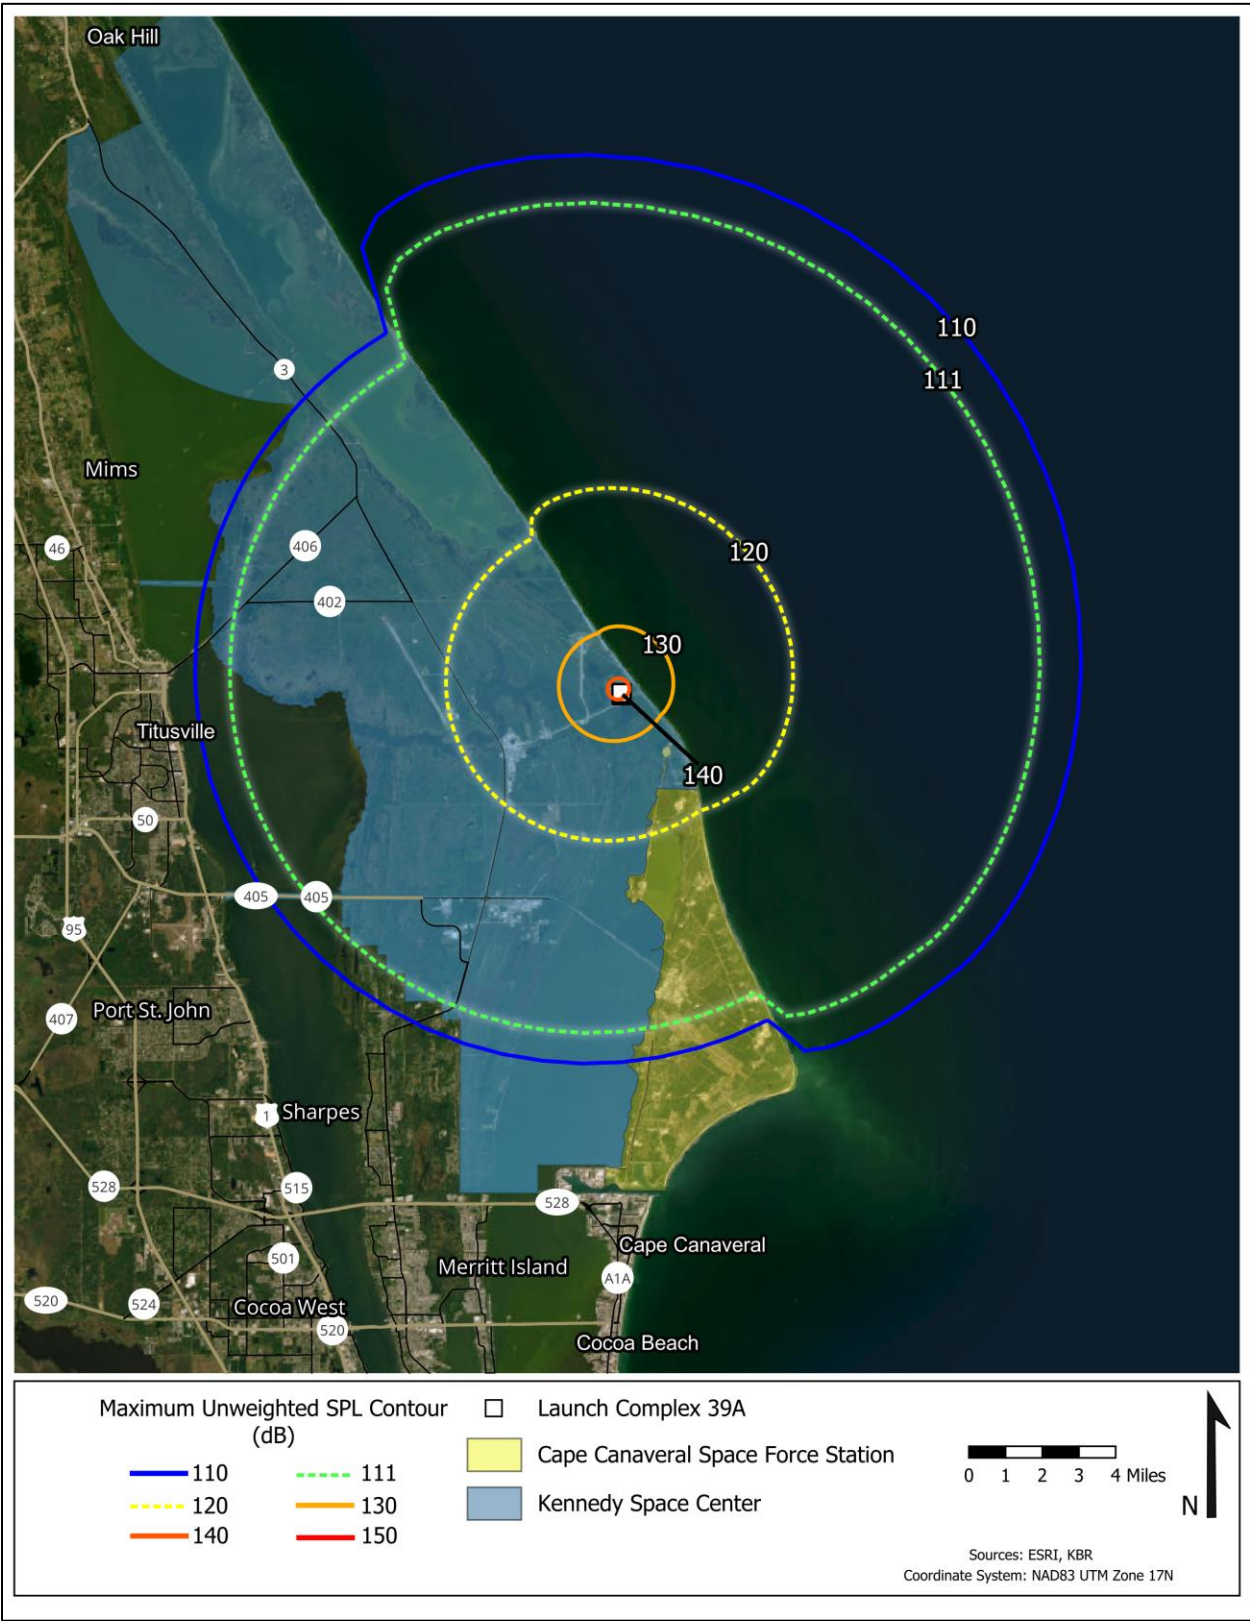 Oak Hill
110
111
3
Mims
46
406
120
402
130
Titusville
140
50
405
405
95
Port St. John
407
1
Sharpes
528
515
528
Cape Canaveral
501
Merritt Island
A1A
520
524
Cocoa West
520
Cocoa Beach
Maximum Unweighted SPL Contour
(dB)
110
111
120
130
140
150
Launch Complex 39A
Cape Canaveral Space Force Station
Kennedy Space Center
0 1 2 3 4 Miles
N
Sources: ESRI, KBR
Coordinate System: NAD83 UTM Zone 17N